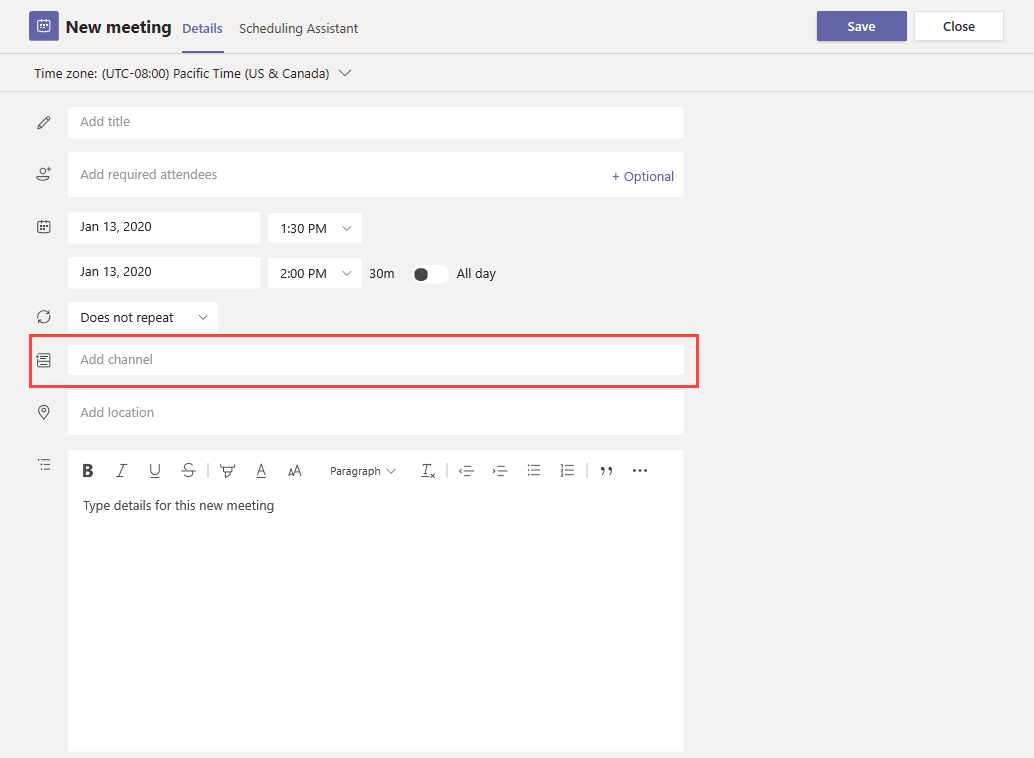 New meeting Details Scheduling Assistant Save Close
Time zone: (UTC-08:00) Pacific Time (US & Canada)
Add title
Add required attendees + Optional
Jan 13, 2020 1:30 PM
Jan 13, 2020 2:00 PM 30m All day
Does not repeat
Add channel
Add location
B I U S A AA Paragraph Tx
Type details for this new meeting